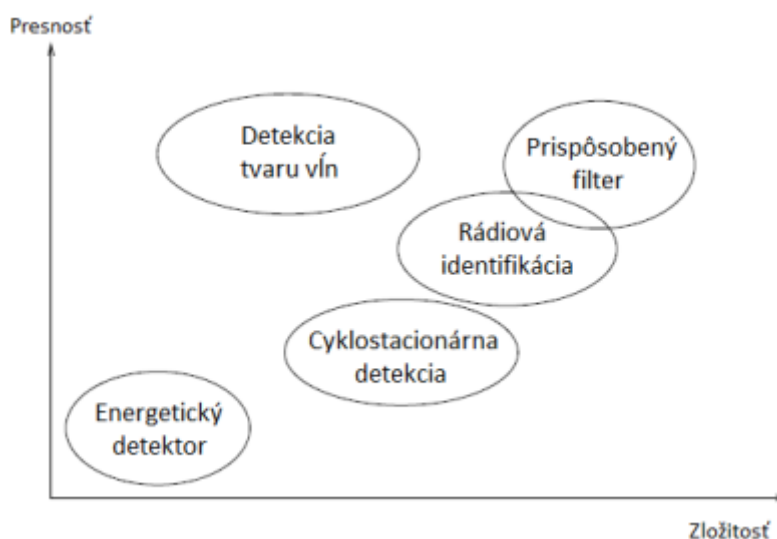 Presnosť
Detekcia
tvaru vĺn
Prispôsobený
filter
Rádiová
identifikácia
Cyklostacionárna
detekcia
Energetický
detektor
Zložitosť